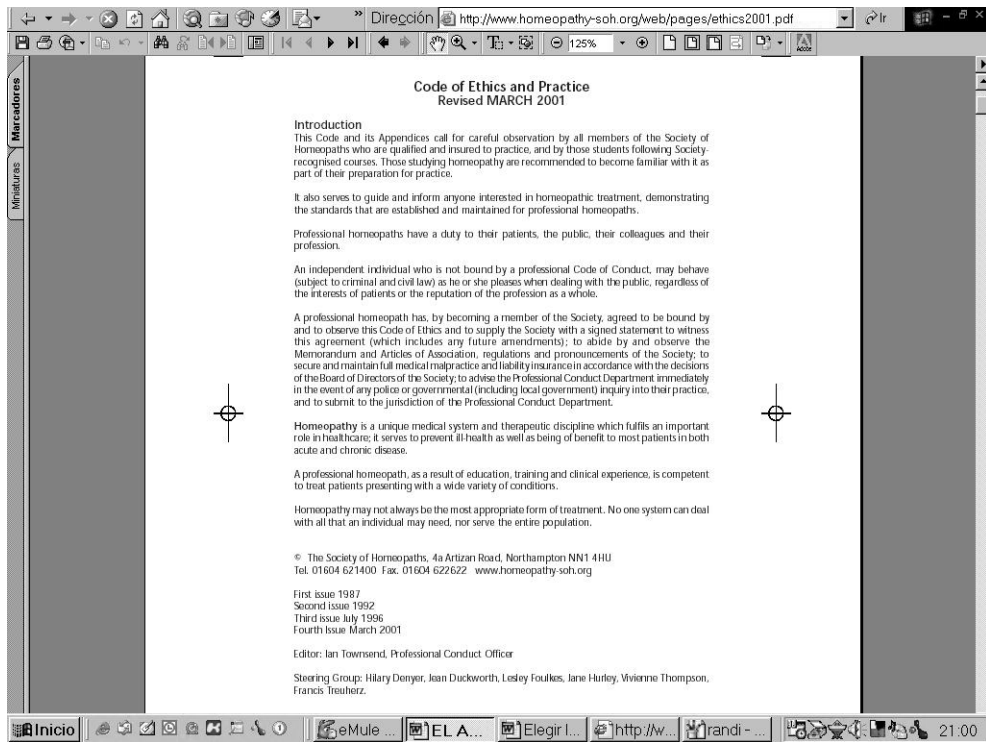 » Dirección http://www.homeopathy-soh.org/web/pages/ethics2001.pdf Ir
125%
Adobe
Marcadores
Miniaturas
Code of Ethics and Practice
Revised MARCH 2001
Introduction
This Code and its Appendices call for careful observation by all members of the Society of
Homeopaths who are qualified and insured to practice, and by those students following Society-
recognised courses. Those studying homeopathy are recommended to become familiar with it as
part of their preparation for practice.
It also serves to guide and inform anyone interested in homeopathic treatment, demonstrating
the standards that are established and maintained for professional homeopaths.
Professional homeopaths have a duty to their patients, the public, their colleagues and their
profession.
An independent individual who is not bound by a professional Code of Conduct, may behave
(subject to criminal and civil law) as he or she pleases when dealing with the public, regardless of
the interests of patients or the reputation of the profession as a whole.
A professional homeopath has, by becoming a member of the Society, agreed to be bound by
and to observe this Code of Ethics and to supply the Society with a signed statement to witness
this agreement (which includes any future amendments); to abide by and observe the
Memorandum and Articles of Association, regulations and pronouncements of the Society; to
secure and maintain full medical malpractice and liability insurance in accordance with the decisions
of the Board of Directors of the Society; to advise the Professional Conduct Department immediately
in the event of any police or governmental (including local government) inquiry into their practice,
and to submit to the jurisdiction of the Professional Conduct Department.
Homeopathy is a unique medical system and therapeutic discipline which fulfils an important
role in healthcare; it serves to prevent ill-health as well as being of benefit to most patients in both
acute and chronic disease.
A professional homeopath, as a result of education, training and clinical experience, is competent
to treat patients presenting with a wide variety of conditions.
Homeopathy may not always be the most appropriate form of treatment. No one system can deal
with all that an individual may need, nor serve the entire population.
© The Society of Homeopaths, 4a Artizan Road, Northampton NN1 4HU
Tel. 01604 621400 Fax. 01604 622622 www.homeopathy-soh.org
First issue 1987
Second issue 1992
Third issue July 1996
Fourth Issue March 2001
Editor: Ian Townsend, Professional Conduct Officer
Steering Group: Hilary Denyer, Jean Duckworth, Lesley Foulkes, Jane Hurley, Vivienne Thompson,
Francis Treuherz.
Inicio eMule ... EL A... Elegir l... http://w... randi - ... 21:00